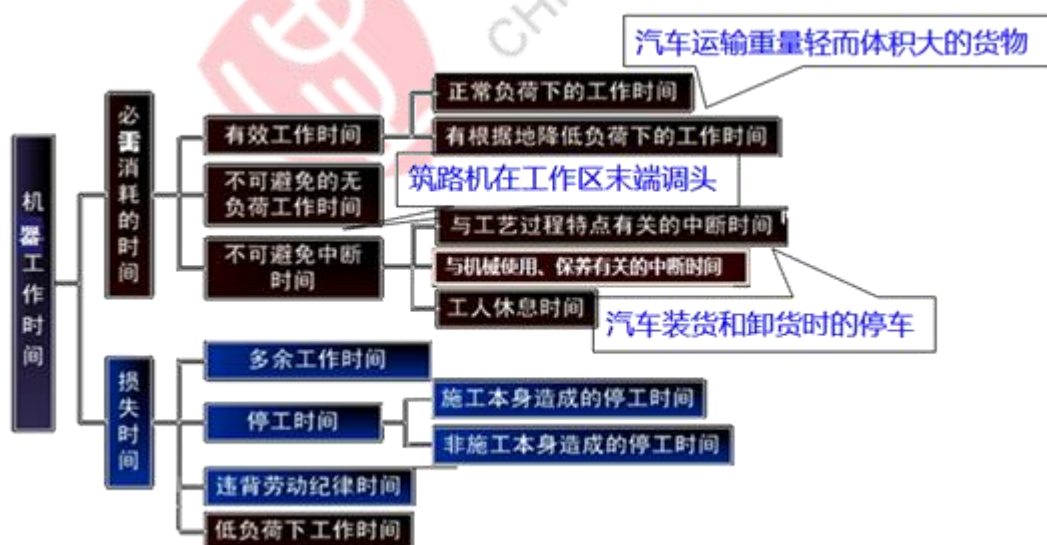 CHI
汽车运输重量轻而体积大的货物
正常负荷下的工作时间
有效工作时间
有根据地降低负荷下的工作时间
必需消耗的时间
不可避免的无
负荷工作时间
筑路机在工作区末端调头
机器工作时间
与工艺过程特点有关的中断时间
不可避免中断
时间
与机械使用、保养有关的中断时间
工人休息时间
汽车装货和卸货时的停车
损失时间
多余工作时间
停工时间
施工本身造成的停工时间
非施工本身造成的停工时间
违背劳动纪律时间
低负荷下工作时间